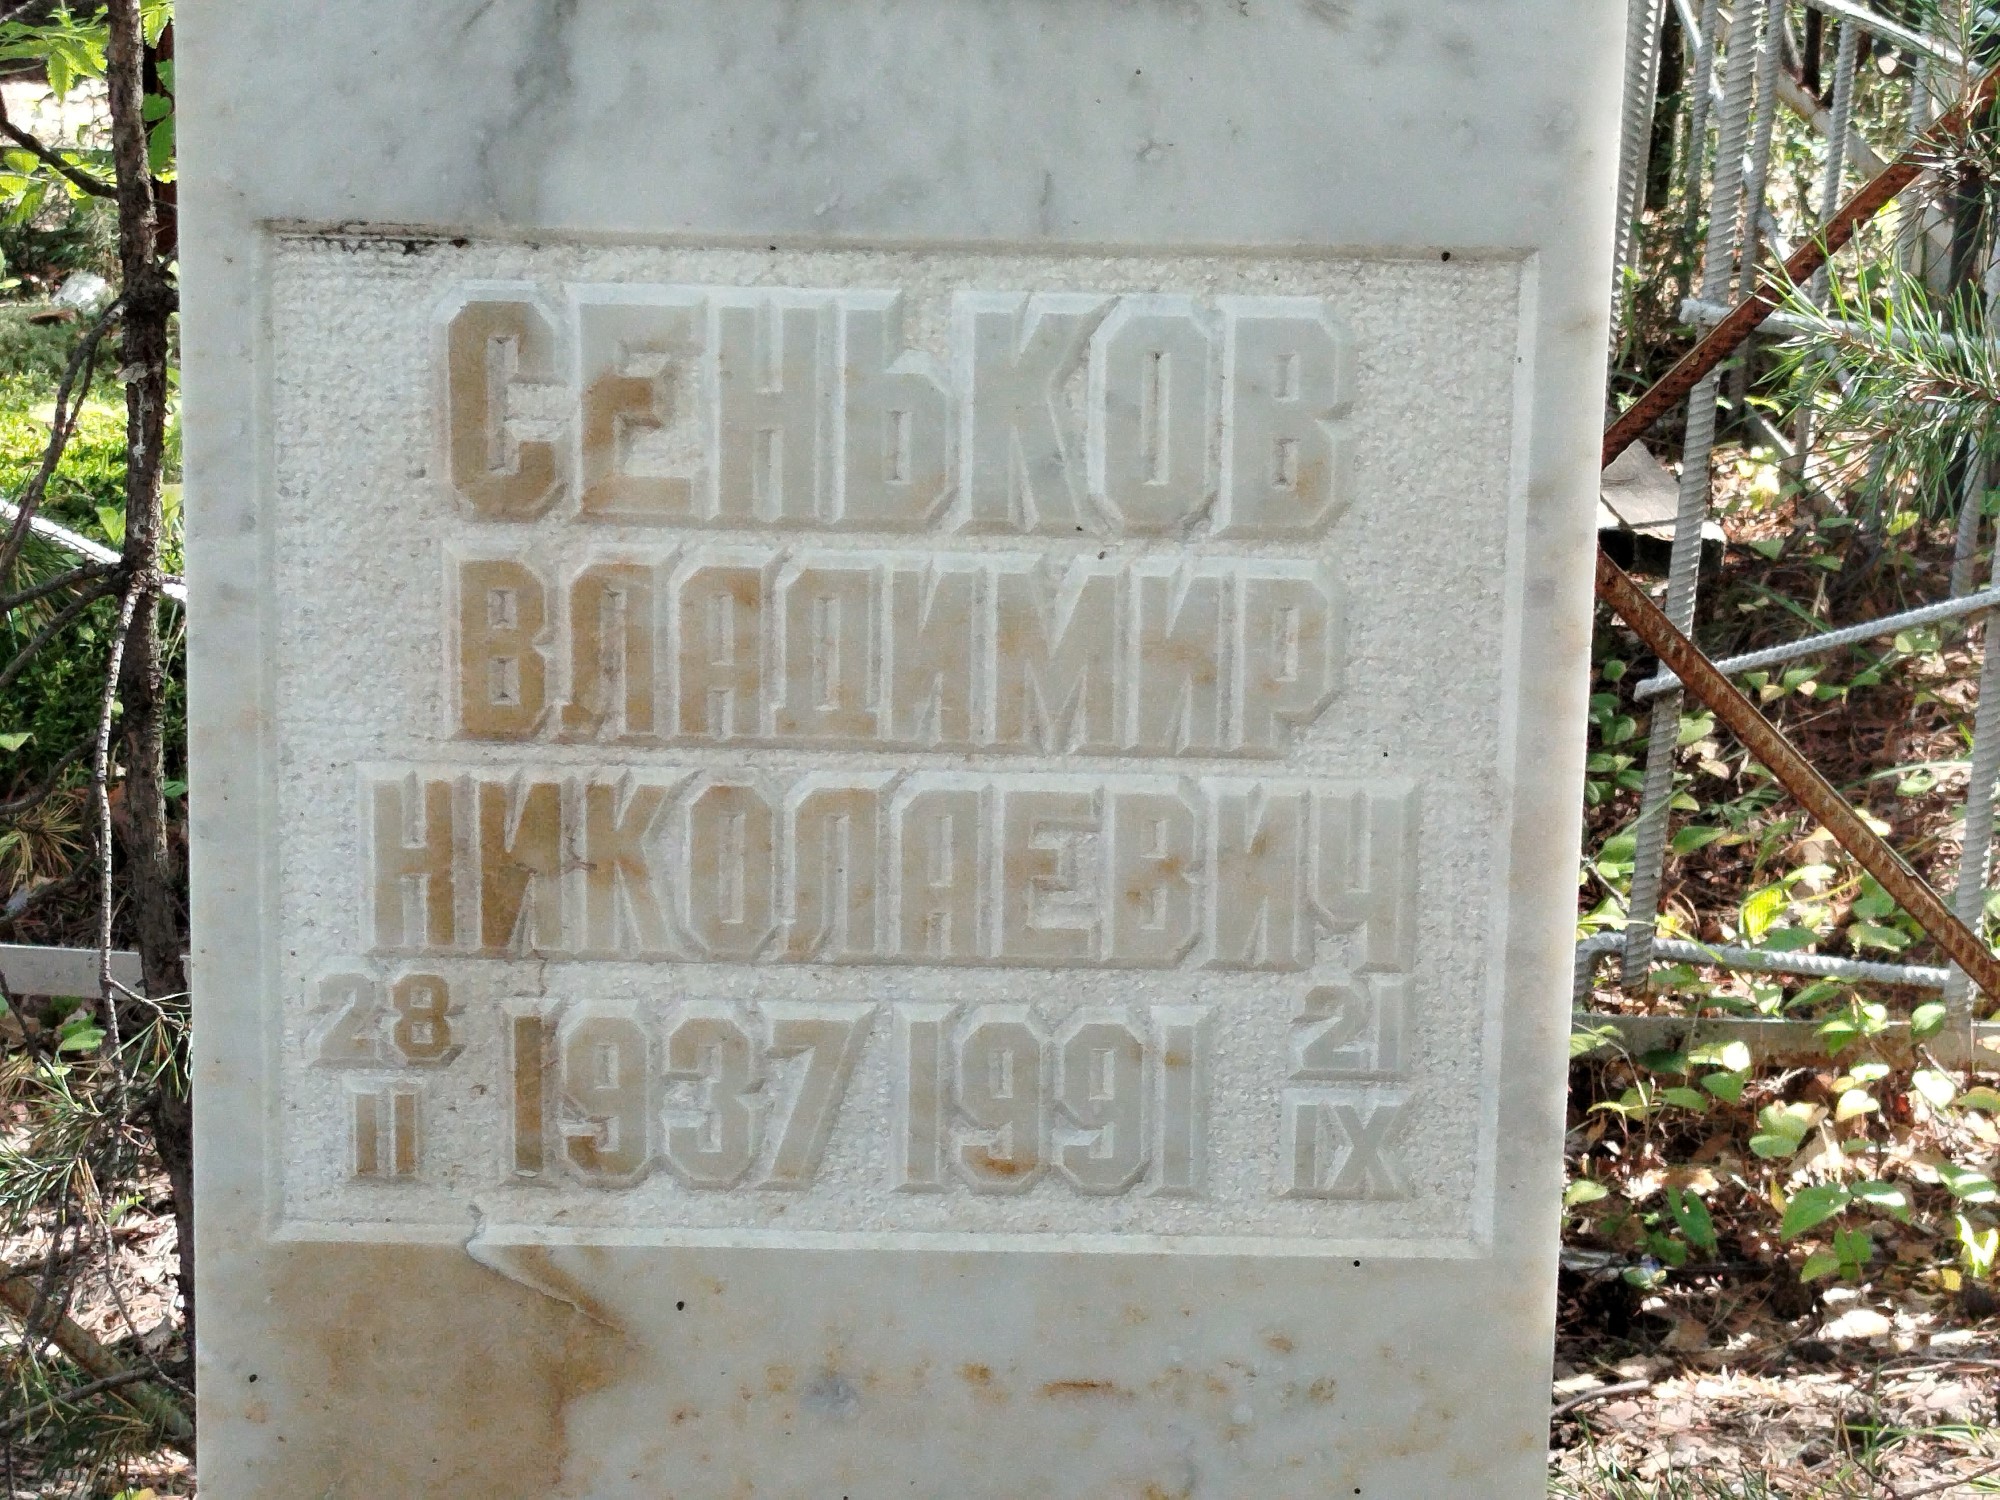 СЕНЬКОВ
ВЛАДИМИР
НИКОЛАЕВИЧ
28 II 1937 1991 21 IX